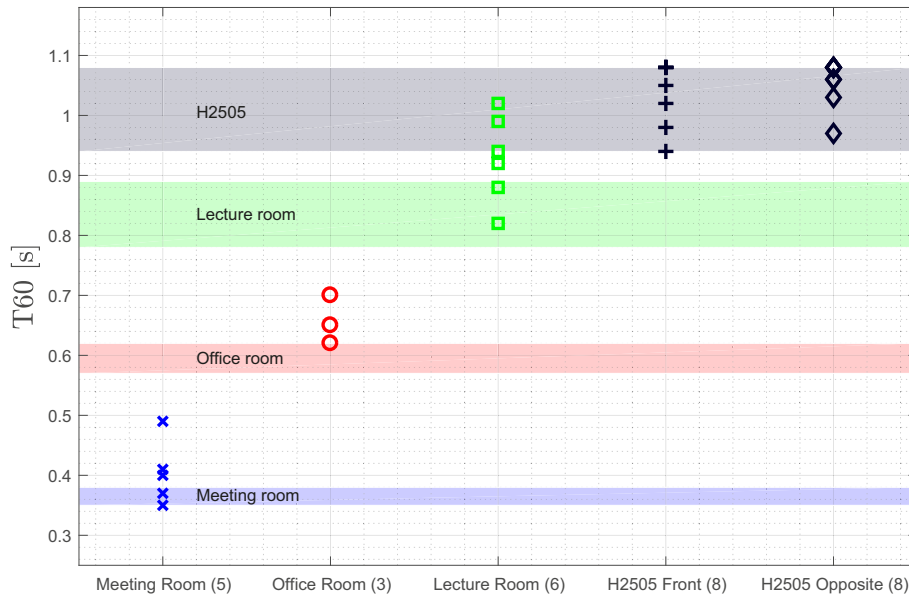 1.1
H2505
1
0.9
Lecture room
0.8
0.7
T60 [s]
0.6
Office room
0.5
0.4
Meeting room
0.3
Meeting Room (5) Office Room (3) Lecture Room (6) H2505 Front (8) H2505 Opposite (8)